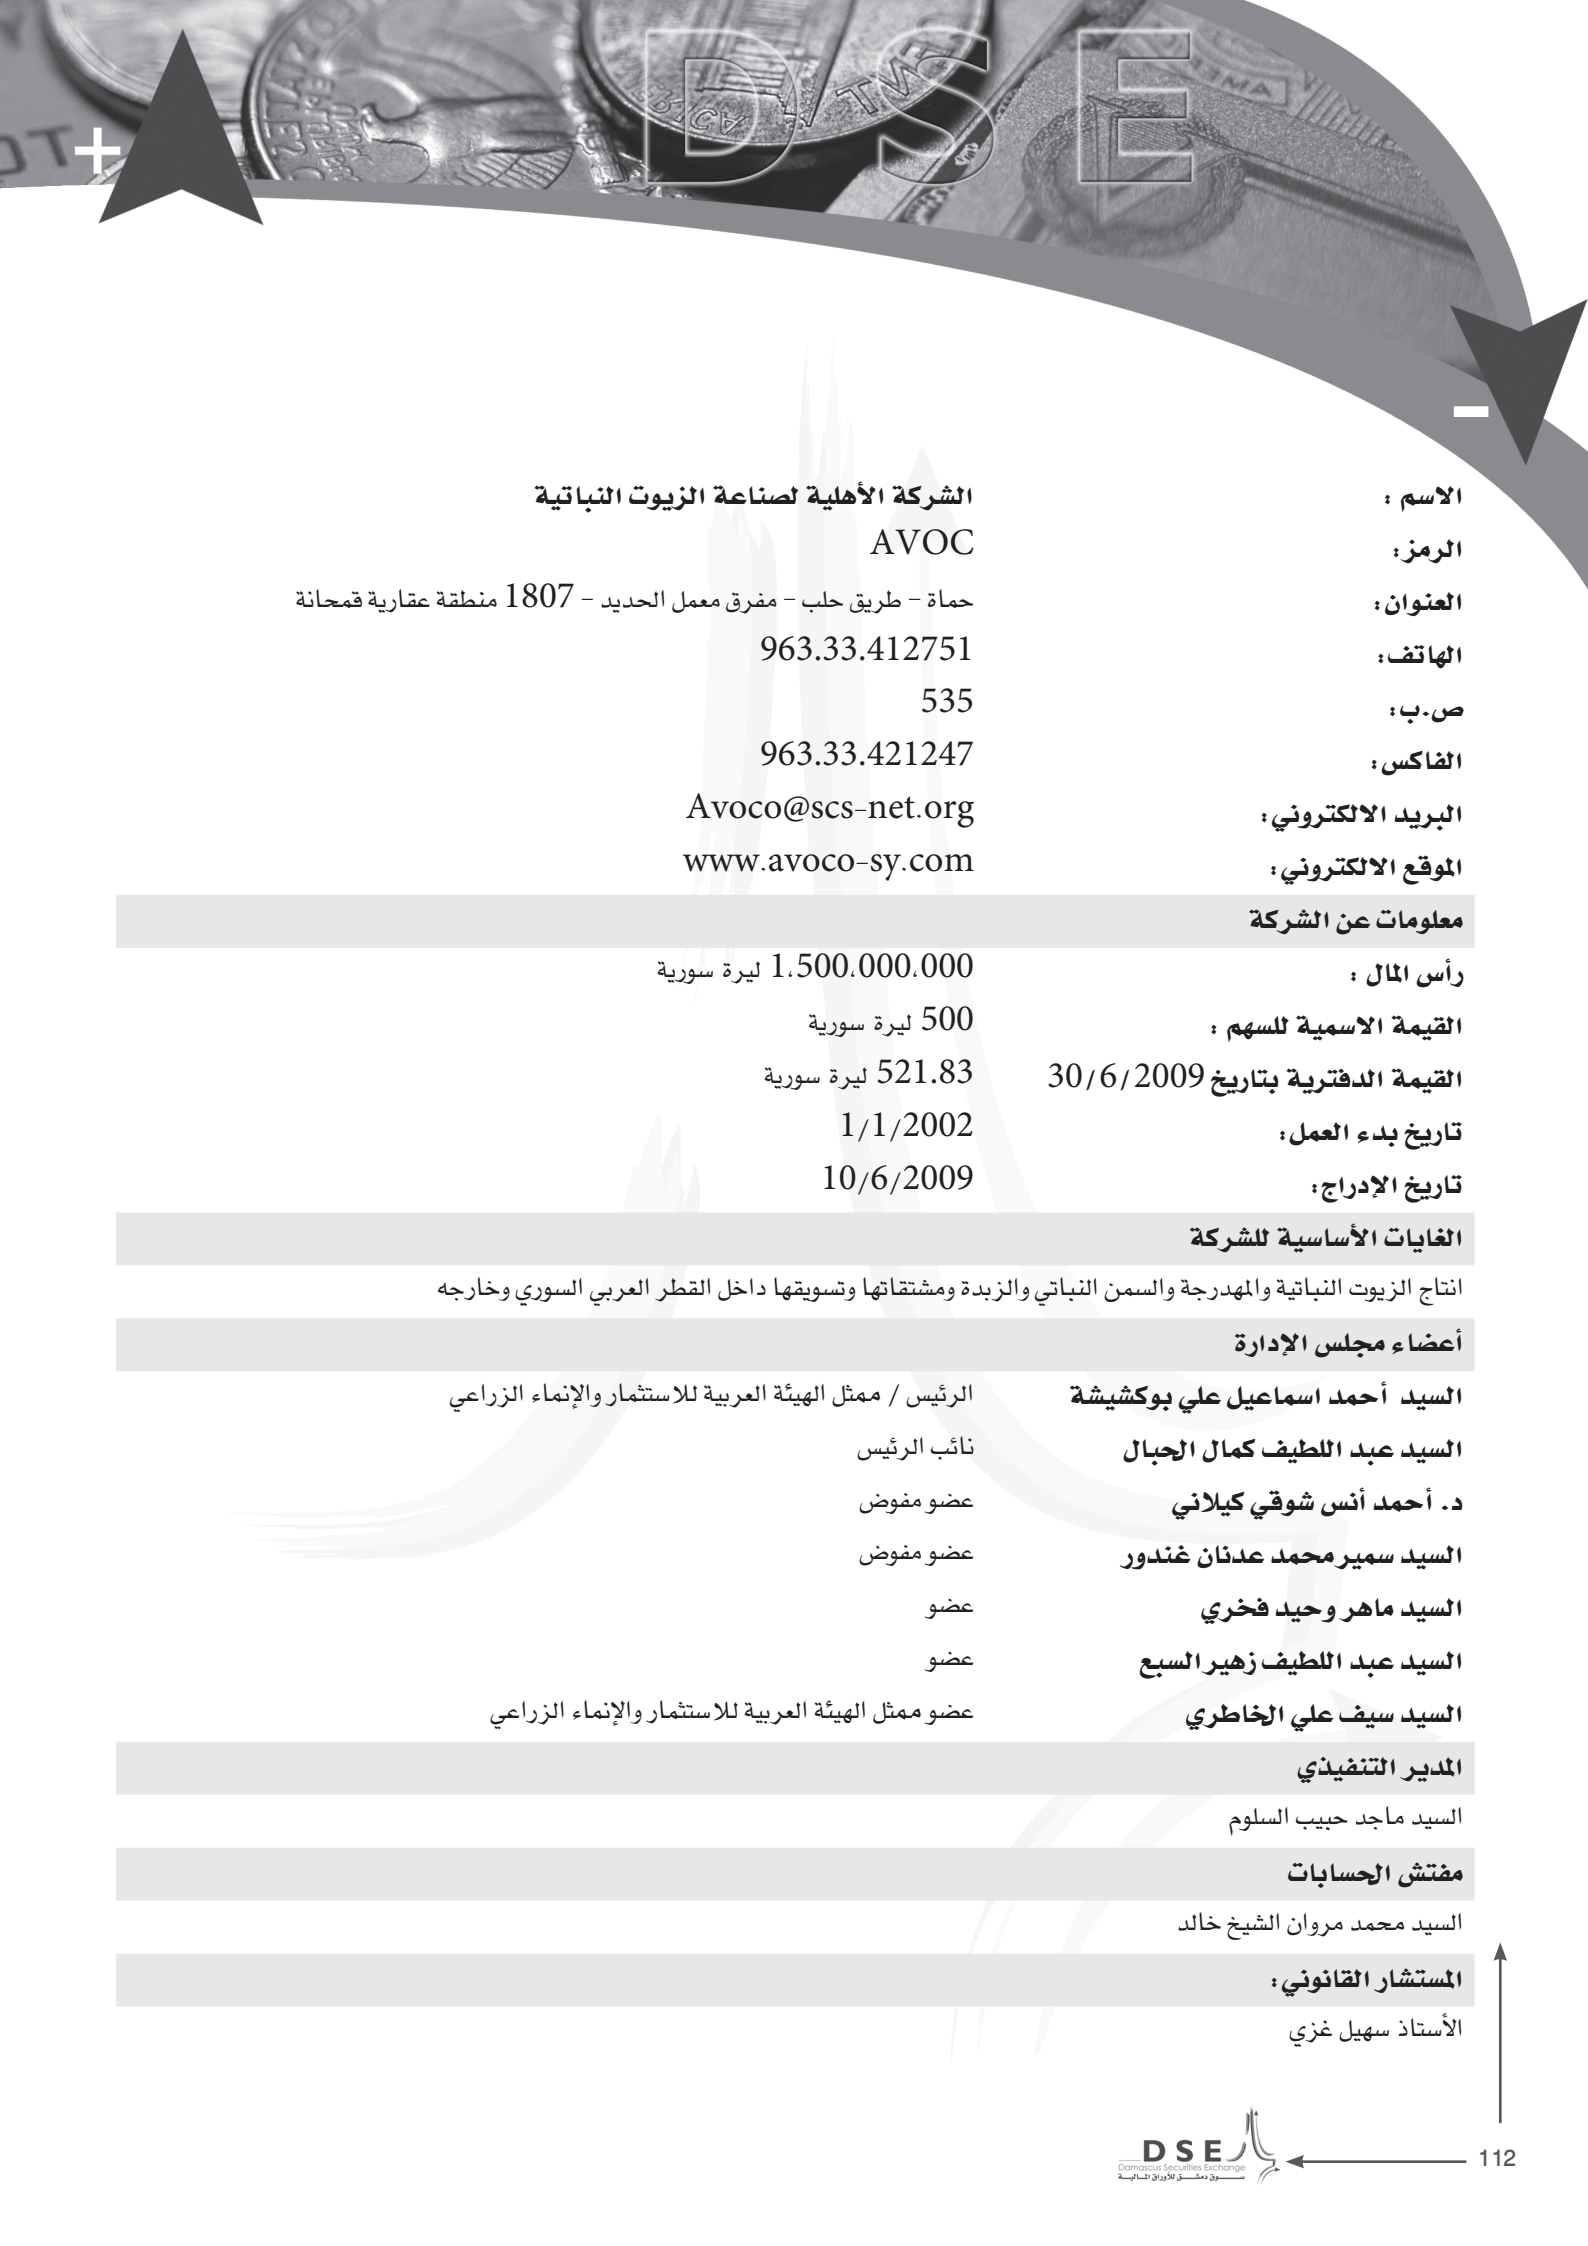 DSE
الاسم : الشركة الأهلية لصناعة الزيوت النباتية
الرمز: AVOC
العنوان: حماة – طريق حلب – مفرق معمل الحديد – 1807 منطقة عقارية قمحانة
الهاتف: 963.33.412751
ص.ب: 535
الفاكس: 963.33.421247
البريد الالكتروني: Avoco@scs-net.org
الموقع الالكتروني: www.avoco-sy.com
معلومات عن الشركة
رأس المال : 1،500،000،000 ليرة سورية
القيمة الاسمية للسهم : 500 ليرة سورية
القيمة الدفترية بتاريخ 30/6/2009 521.83 ليرة سورية
تاريخ بدء العمل: 1/1/2002
تاريخ الإدراج: 10/6/2009
الغايات الأساسية للشركة
انتاج الزيوت النباتية والمهدرجة والسمن النباتي والزبدة ومشتقاتها وتسويقها داخل القطر العربي السوري وخارجه
أعضاء مجلس الإدارة
السيد أحمد اسماعيل علي بوكشيشة الرئيس / ممثل الهيئة العربية للاستثمار والإنماء الزراعي
السيد عبد اللطيف كمال الحبال نائب الرئيس
د. أحمد أنس شوقي كيلاني عضو مفوض
السيد سمير محمد عدنان غندور عضو مفوض
السيد ماهر وحيد فخري عضو
السيد عبد اللطيف زهير السبع عضو
السيد سيف علي الخاطري عضو ممثل الهيئة العربية للاستثمار والإنماء الزراعي
المدير التنفيذي
السيد ماجد حبيب السلوم
مفتش الحسابات
السيد محمد مروان الشيخ خالد
المستشار القانوني:
الأستاذ سهيل غزي
DSE
Damascus Securities Exchange
سوق دمشق للأوراق المالية
112